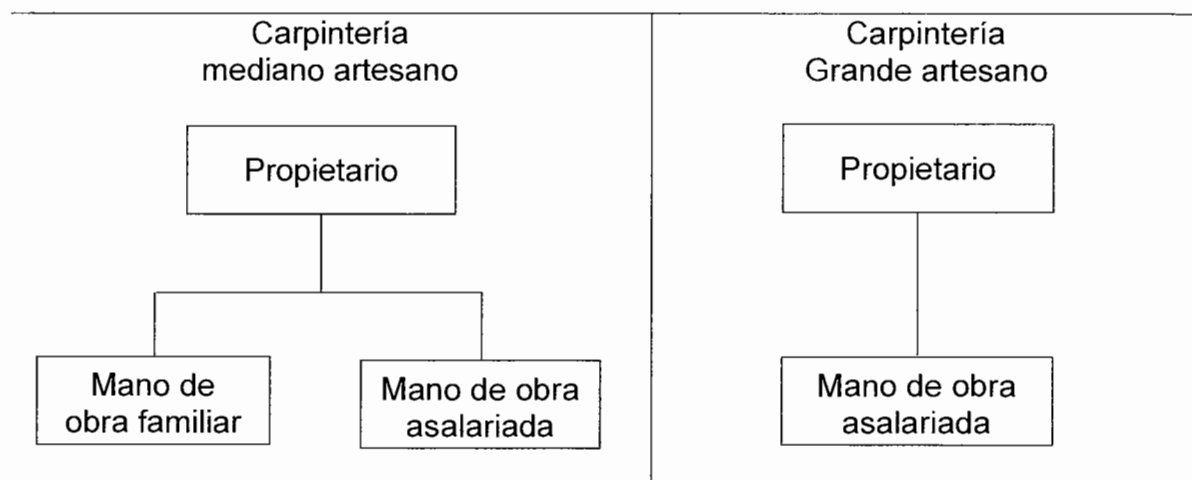 Carpintería
mediano artesano
Propietario
Mano de
obra familiar
Mano de obra
asalariada
Carpintería
Grande artesano
Propietario
Mano de obra
asalariada